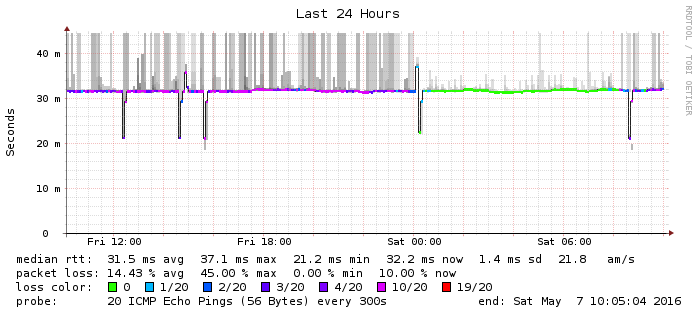 Last 24 Hours
RRDTOOL / TOBI OETIKER
Seconds
40 m
30 m
20 m
10 m
0
Fri 12:00 Fri 18:00 Sat 00:00 Sat 06:00
median rtt: 31.5 ms avg 37.1 ms max 21.2 ms min 32.2 ms now 1.4 ms sd 21.8 am/s
packet loss: 14.43 % avg 45.00 % max 0.00 % min 10.00 % now
loss color: 0 1/20 2/20 3/20 4/20 10/20 19/20
probe: 20 ICMP Echo Pings (56 Bytes) every 300s end: Sat May 7 10:05:04 2016